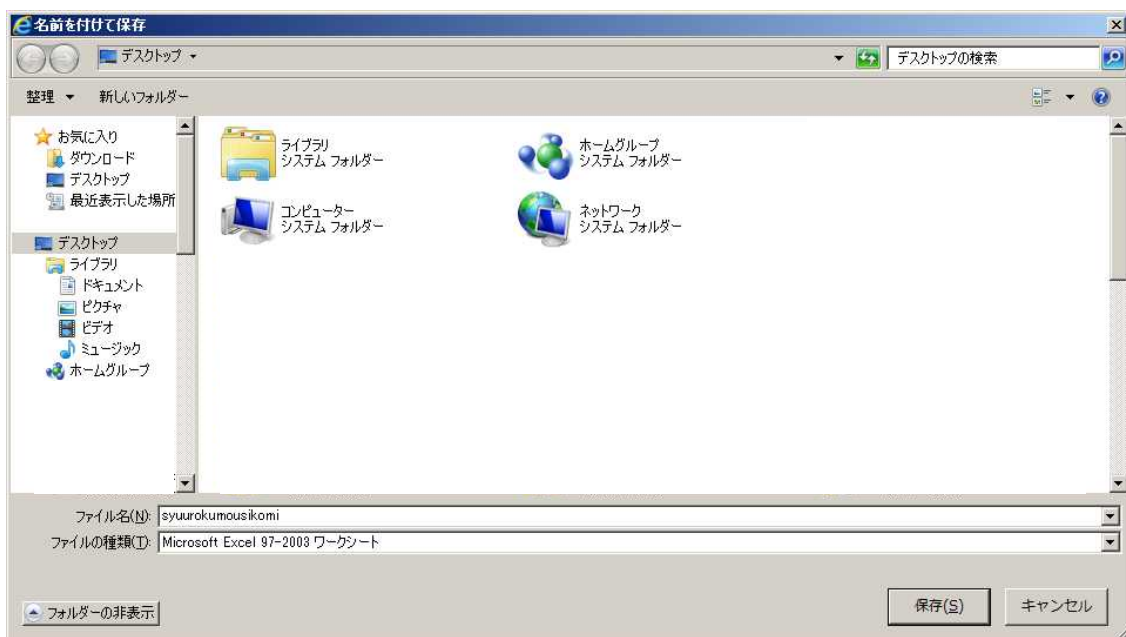 名前を付けて保存
デスクトップ
デスクトップの検索
整理 新しいフォルダー
お気に入り
ダウンロード
デスクトップ
最近表示した場所
デスクトップ
ライブラリ
ドキュメント
ピクチャ
ビデオ
ミュージック
ホームグループ
ライブラリ
システム フォルダー
ホームグループ
システム フォルダー
コンピューター
システム フォルダー
ネットワーク
システム フォルダー
ファイル名(N): syuurokumousikomi
ファイルの種類(T): Microsoft Excel 97-2003 ワークシート
フォルダーの非表示
保存(S)
キャンセル